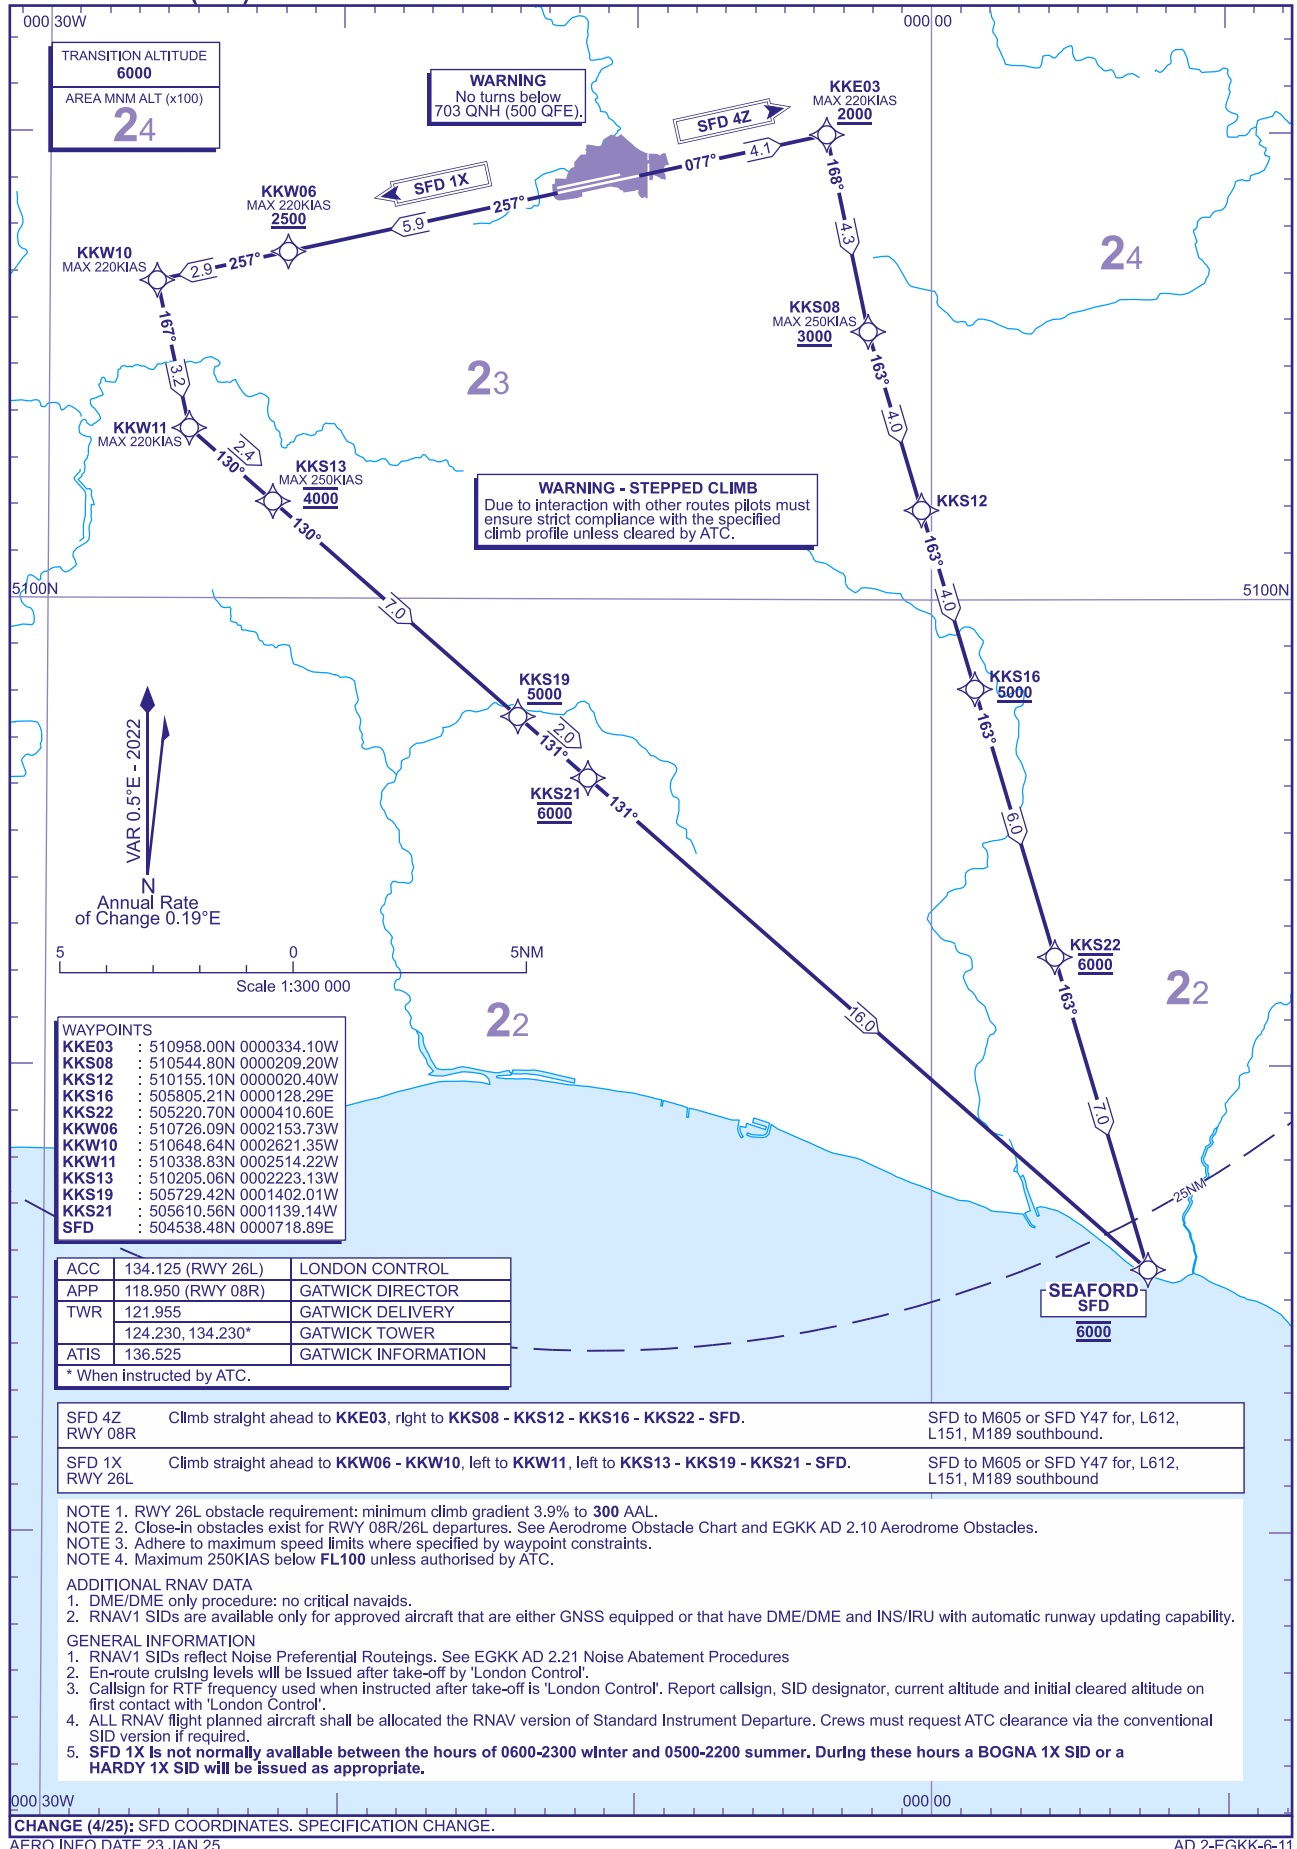 000 30W
000 00
TRANSITION ALTITUDE
6000
AREA MNM ALT (x100)
24
WARNING
No turns below
703 QNH (500 QFE).
KKE03
MAX 220KIAS
2000
SFD 4Z
4.1
077°
168°
SFD 1X
KKW06
MAX 220KIAS
2500
257°
5.9
4.3
24
KKW10
MAX 220KIAS
257°
2.9
KKS08
MAX 250KIAS
3000
167°
163°
3.2
23
4.0
KKW11
MAX 220KIAS
2.4
130°
KKS13
MAX 250KIAS
4000
WARNING - STEPPED CLIMB
Due to interaction with other routes pilots must
ensure strict compliance with the specified
climb profile unless cleared by ATC.
KKS12
130°
163°
5100N
5100N
7.0
4.0
KKS19
5000
KKS16
5000
163°
2.0
131°
VAR 0.5°E - 2022
KKS21
6000
131°
6.0
N
Annual Rate
of Change 0.19°E
5
0
5NM
Scale 1:300 000
KKS22
6000
163°
22
22
16.0
7.0
WAYPOINTS
KKE03 : 510958.00N 0000334.10W
KKS08 : 510544.80N 0000209.20W
KKS12 : 510155.10N 0000020.40W
KKS16 : 505805.21N 0000128.29E
KKS22 : 505220.70N 0000410.60E
KKW06 : 510726.09N 0002153.73W
KKW10 : 510648.64N 0002621.35W
KKW11 : 510338.83N 0002514.22W
KKS13 : 510205.06N 0002223.13W
KKS19 : 505729.42N 0001402.01W
KKS21 : 505610.56N 0001139.14W
SFD : 504538.48N 0000718.89E
25NM
ACC 134.125 (RWY 26L) LONDON CONTROL
APP 118.950 (RWY 08R) GATWICK DIRECTOR
TWR 121.955 GATWICK DELIVERY
124.230, 134.230* GATWICK TOWER
ATIS 136.525 GATWICK INFORMATION
* When instructed by ATC.
SEAFORD
SFD
6000
SFD 4Z Climb straight ahead to KKE03, right to KKS08 - KKS12 - KKS16 - KKS22 - SFD. SFD to M605 or SFD Y47 for, L612,
RWY 08R L151, M189 southbound.
SFD 1X Climb straight ahead to KKW06 - KKW10, left to KKW11, left to KKS13 - KKS19 - KKS21 - SFD. SFD to M605 or SFD Y47 for, L612,
RWY 26L L151, M189 southbound
NOTE 1. RWY 26L obstacle requirement: minimum climb gradient 3.9% to 300 AAL.
NOTE 2. Close-in obstacles exist for RWY 08R/26L departures. See Aerodrome Obstacle Chart and EGKK AD 2.10 Aerodrome Obstacles.
NOTE 3. Adhere to maximum speed limits where specified by waypoint constraints.
NOTE 4. Maximum 250KIAS below FL100 unless authorised by ATC.
ADDITIONAL RNAV DATA
1. DME/DME only procedure: no critical navaids.
2. RNAV1 SIDs are available only for approved aircraft that are either GNSS equipped or that have DME/DME and INS/IRU with automatic runway updating capability.
GENERAL INFORMATION
1. RNAV1 SIDs reflect Noise Preferential Routeings. See EGKK AD 2.21 Noise Abatement Procedures
2. En-route cruising levels will be issued after take-off by 'London Control'.
3. Callsign for RTF frequency used when instructed after take-off is 'London Control'. Report callsign, SID designator, current altitude and initial cleared altitude on
first contact with 'London Control'.
4. ALL RNAV flight planned aircraft shall be allocated the RNAV version of Standard Instrument Departure. Crews must request ATC clearance via the conventional
SID version if required.
5. SFD 1X is not normally available between the hours of 0600-2300 winter and 0500-2200 summer. During these hours a BOGNA 1X SID or a
HARDY 1X SID will be issued as appropriate.
000 30W
000 00
CHANGE (4/25): SFD COORDINATES. SPECIFICATION CHANGE.
AERO INFO DATE 23 JAN 25
AD 2-EGKK-6-11